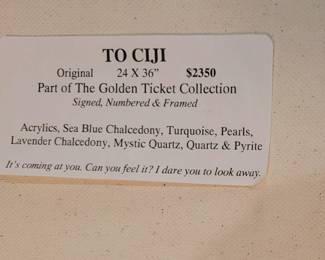 TO CIJI
Original 24 X 36” $2350
Part of The Golden Ticket Collection
Signed, Numbered & Framed
Acrylics, Sea Blue Chalcedony, Turquoise, Pearls,
Lavender Chalcedony, Mystic Quartz, Quartz & Pyrite
It's coming at you. Can you feel it? I dare you to look away.